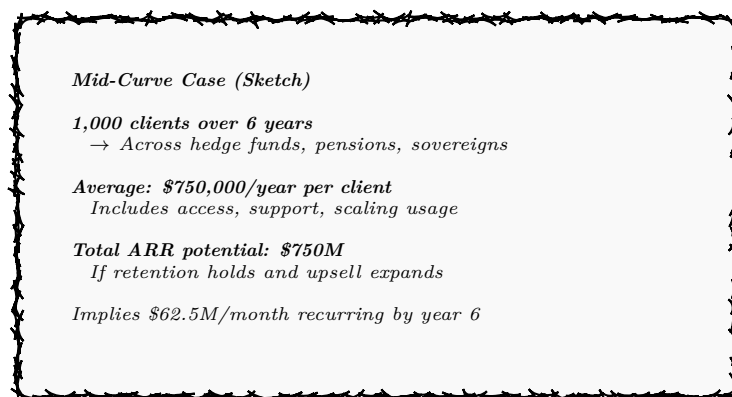 Mid-Curve Case (Sketch)
1,000 clients over 6 years
→ Across hedge funds, pensions, sovereigns
Average: $750,000/year per client
Includes access, support, scaling usage
Total ARR potential: $750M
If retention holds and upsell expands
Implies $62.5M/month recurring by year 6